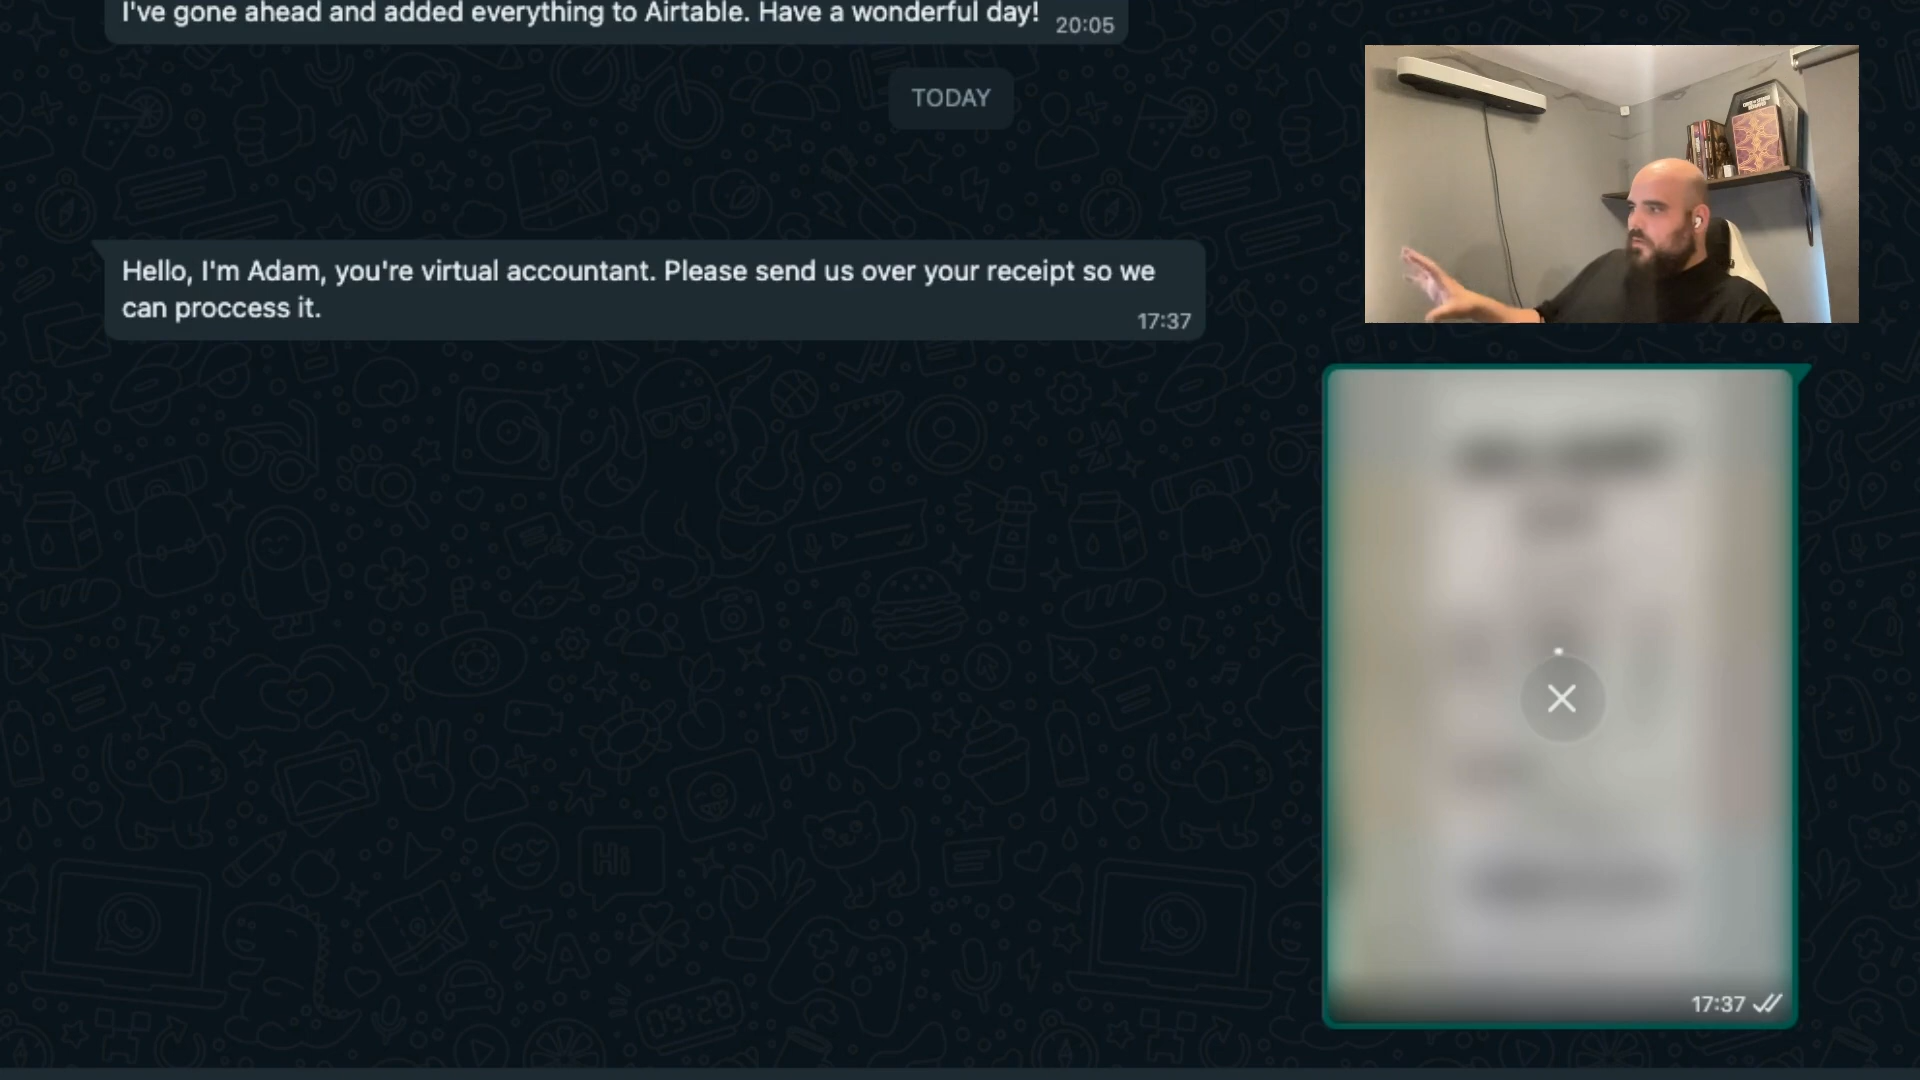 I've gone ahead and added everything to Airtable. Have a wonderful day!
20:05
TODAY
Hello, I'm Adam, you're virtual accountant. Please send us over your receipt so we
can proccess it.
17:37
17:37